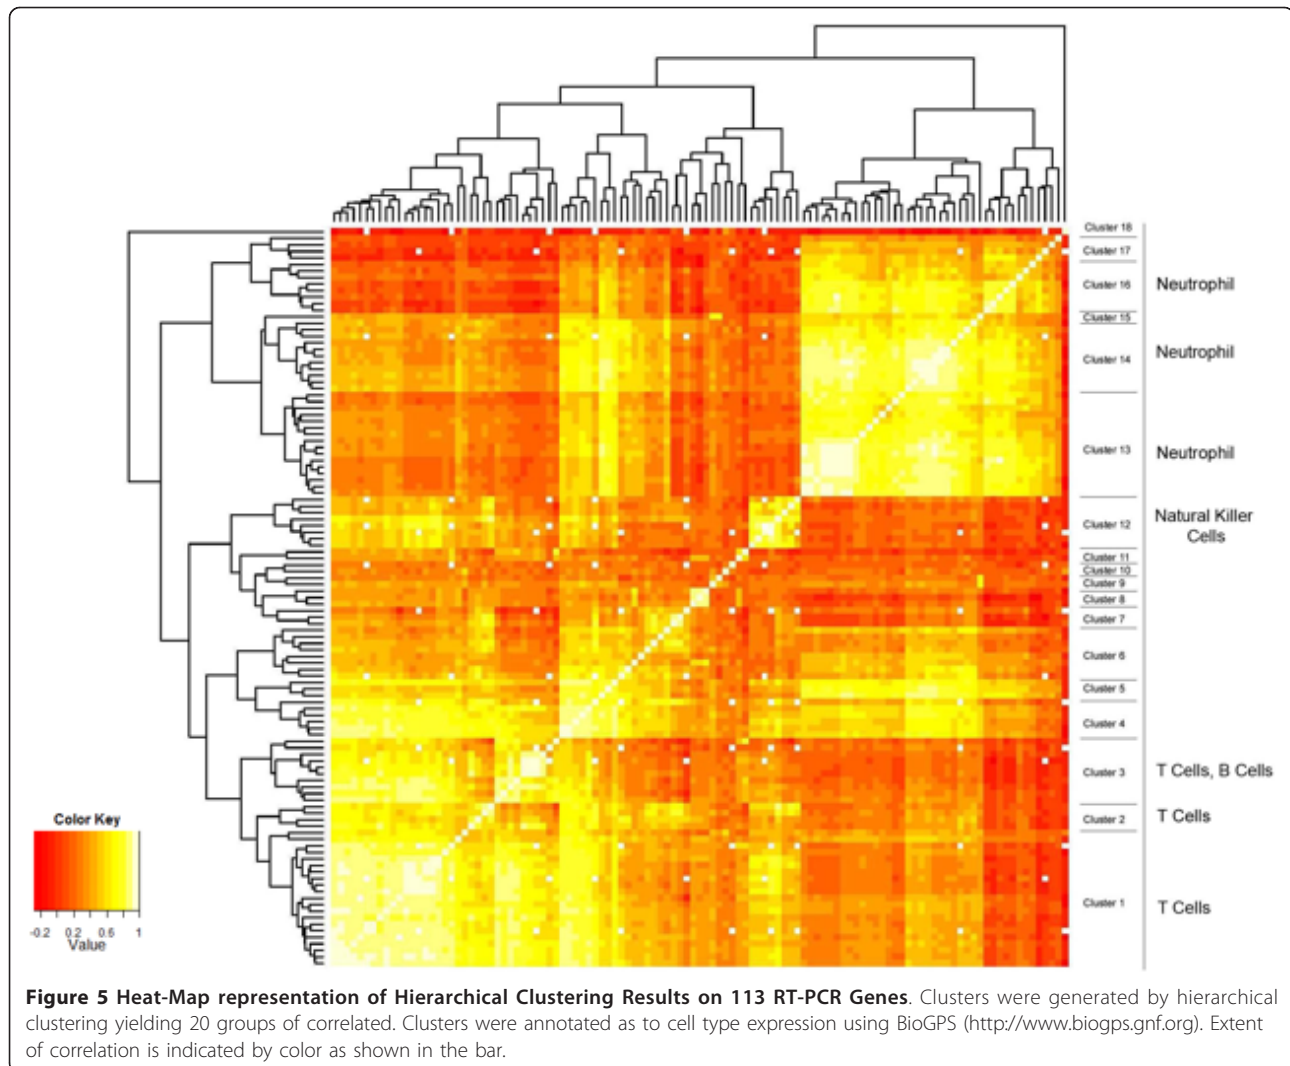 Cluster 18
Cluster 17
Cluster 16
Neutrophil
Cluster 15
Cluster 14
Neutrophil
Cluster 13
Neutrophil
Cluster 12
Natural Killer
Cells
Cluster 11
Cluster 10
Cluster 9
Cluster 8
Cluster 7
Cluster 6
Cluster 5
Cluster 4
Cluster 3
T Cells, B Cells
Cluster 2
T Cells
Cluster 1
T Cells
Color Key
-0.2 0.2 0.6 1
Value
Figure 5 Heat-Map representation of Hierarchical Clustering Results on 113 RT-PCR Genes. Clusters were generated by hierarchical
clustering yielding 20 groups of correlated. Clusters were annotated as to cell type expression using BioGPS (http://www.biogps.gnf.org). Extent
of correlation is indicated by color as shown in the bar.